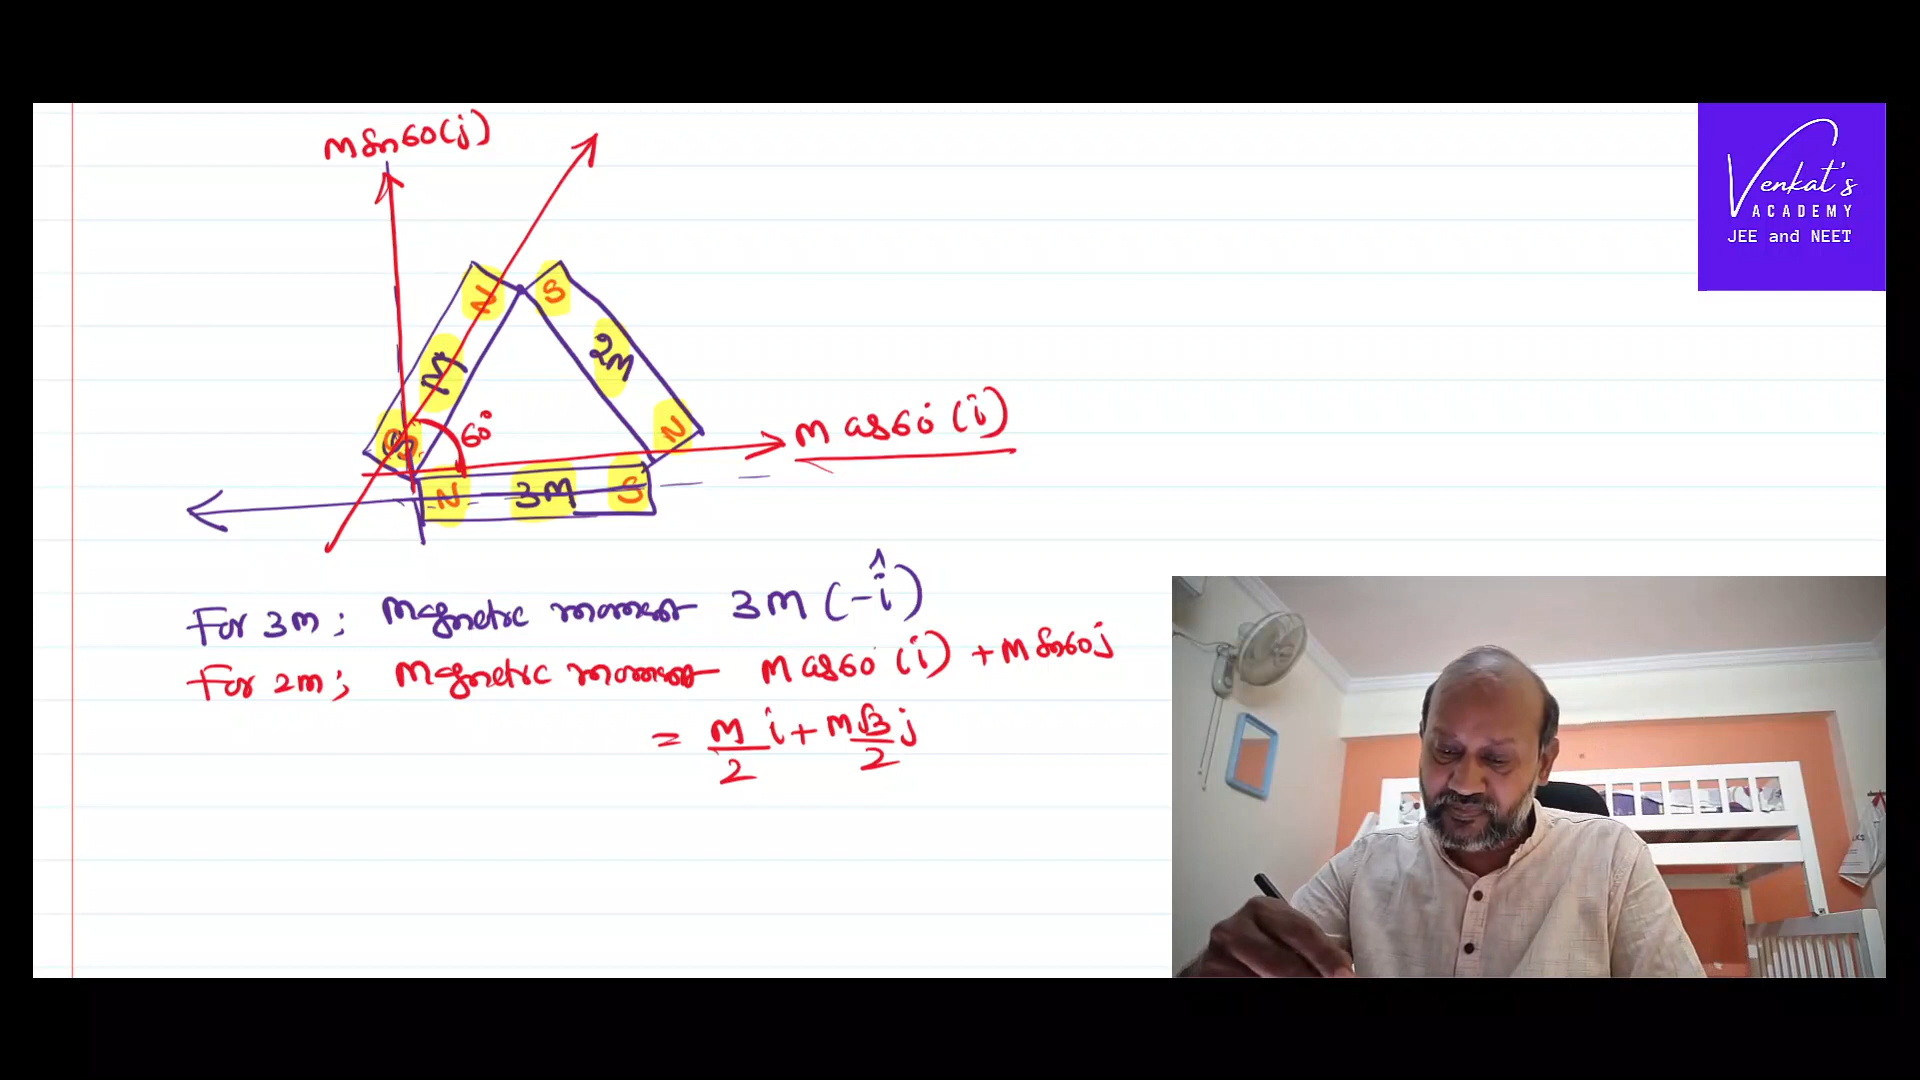 m Sin60(j)
N
S
M
2M
S
60°
N
m cos60 (i)
N
3M
S
For 3m; Magnetic moment 3m (-î)
For 2m; Magnetic moment m cos60 (i) + m Sin60j
= m/2 i + m√3/2 j
Venkat's
ACADEMY
JEE and NEET